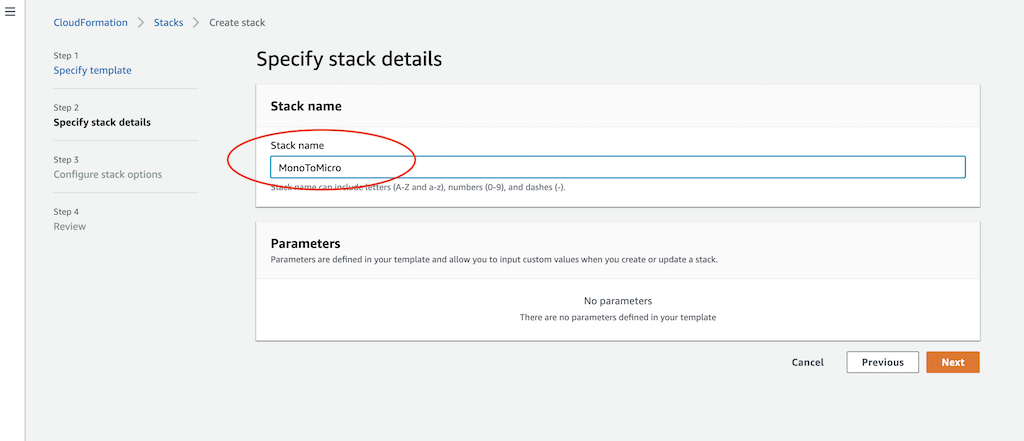 CloudFormation > Stacks > Create stack
Step 1
Specify template
Step 2
Specify stack details
Step 3
Configure stack options
Step 4
Review
Specify stack details
Stack name
Stack name
MonoToMicro
Stack name can include letters (A-Z and a-z), numbers (0-9), and dashes (-).
Parameters
Parameters are defined in your template and allow you to input custom values when you create or update a stack.
No parameters
There are no parameters defined in your template
Cancel Previous Next